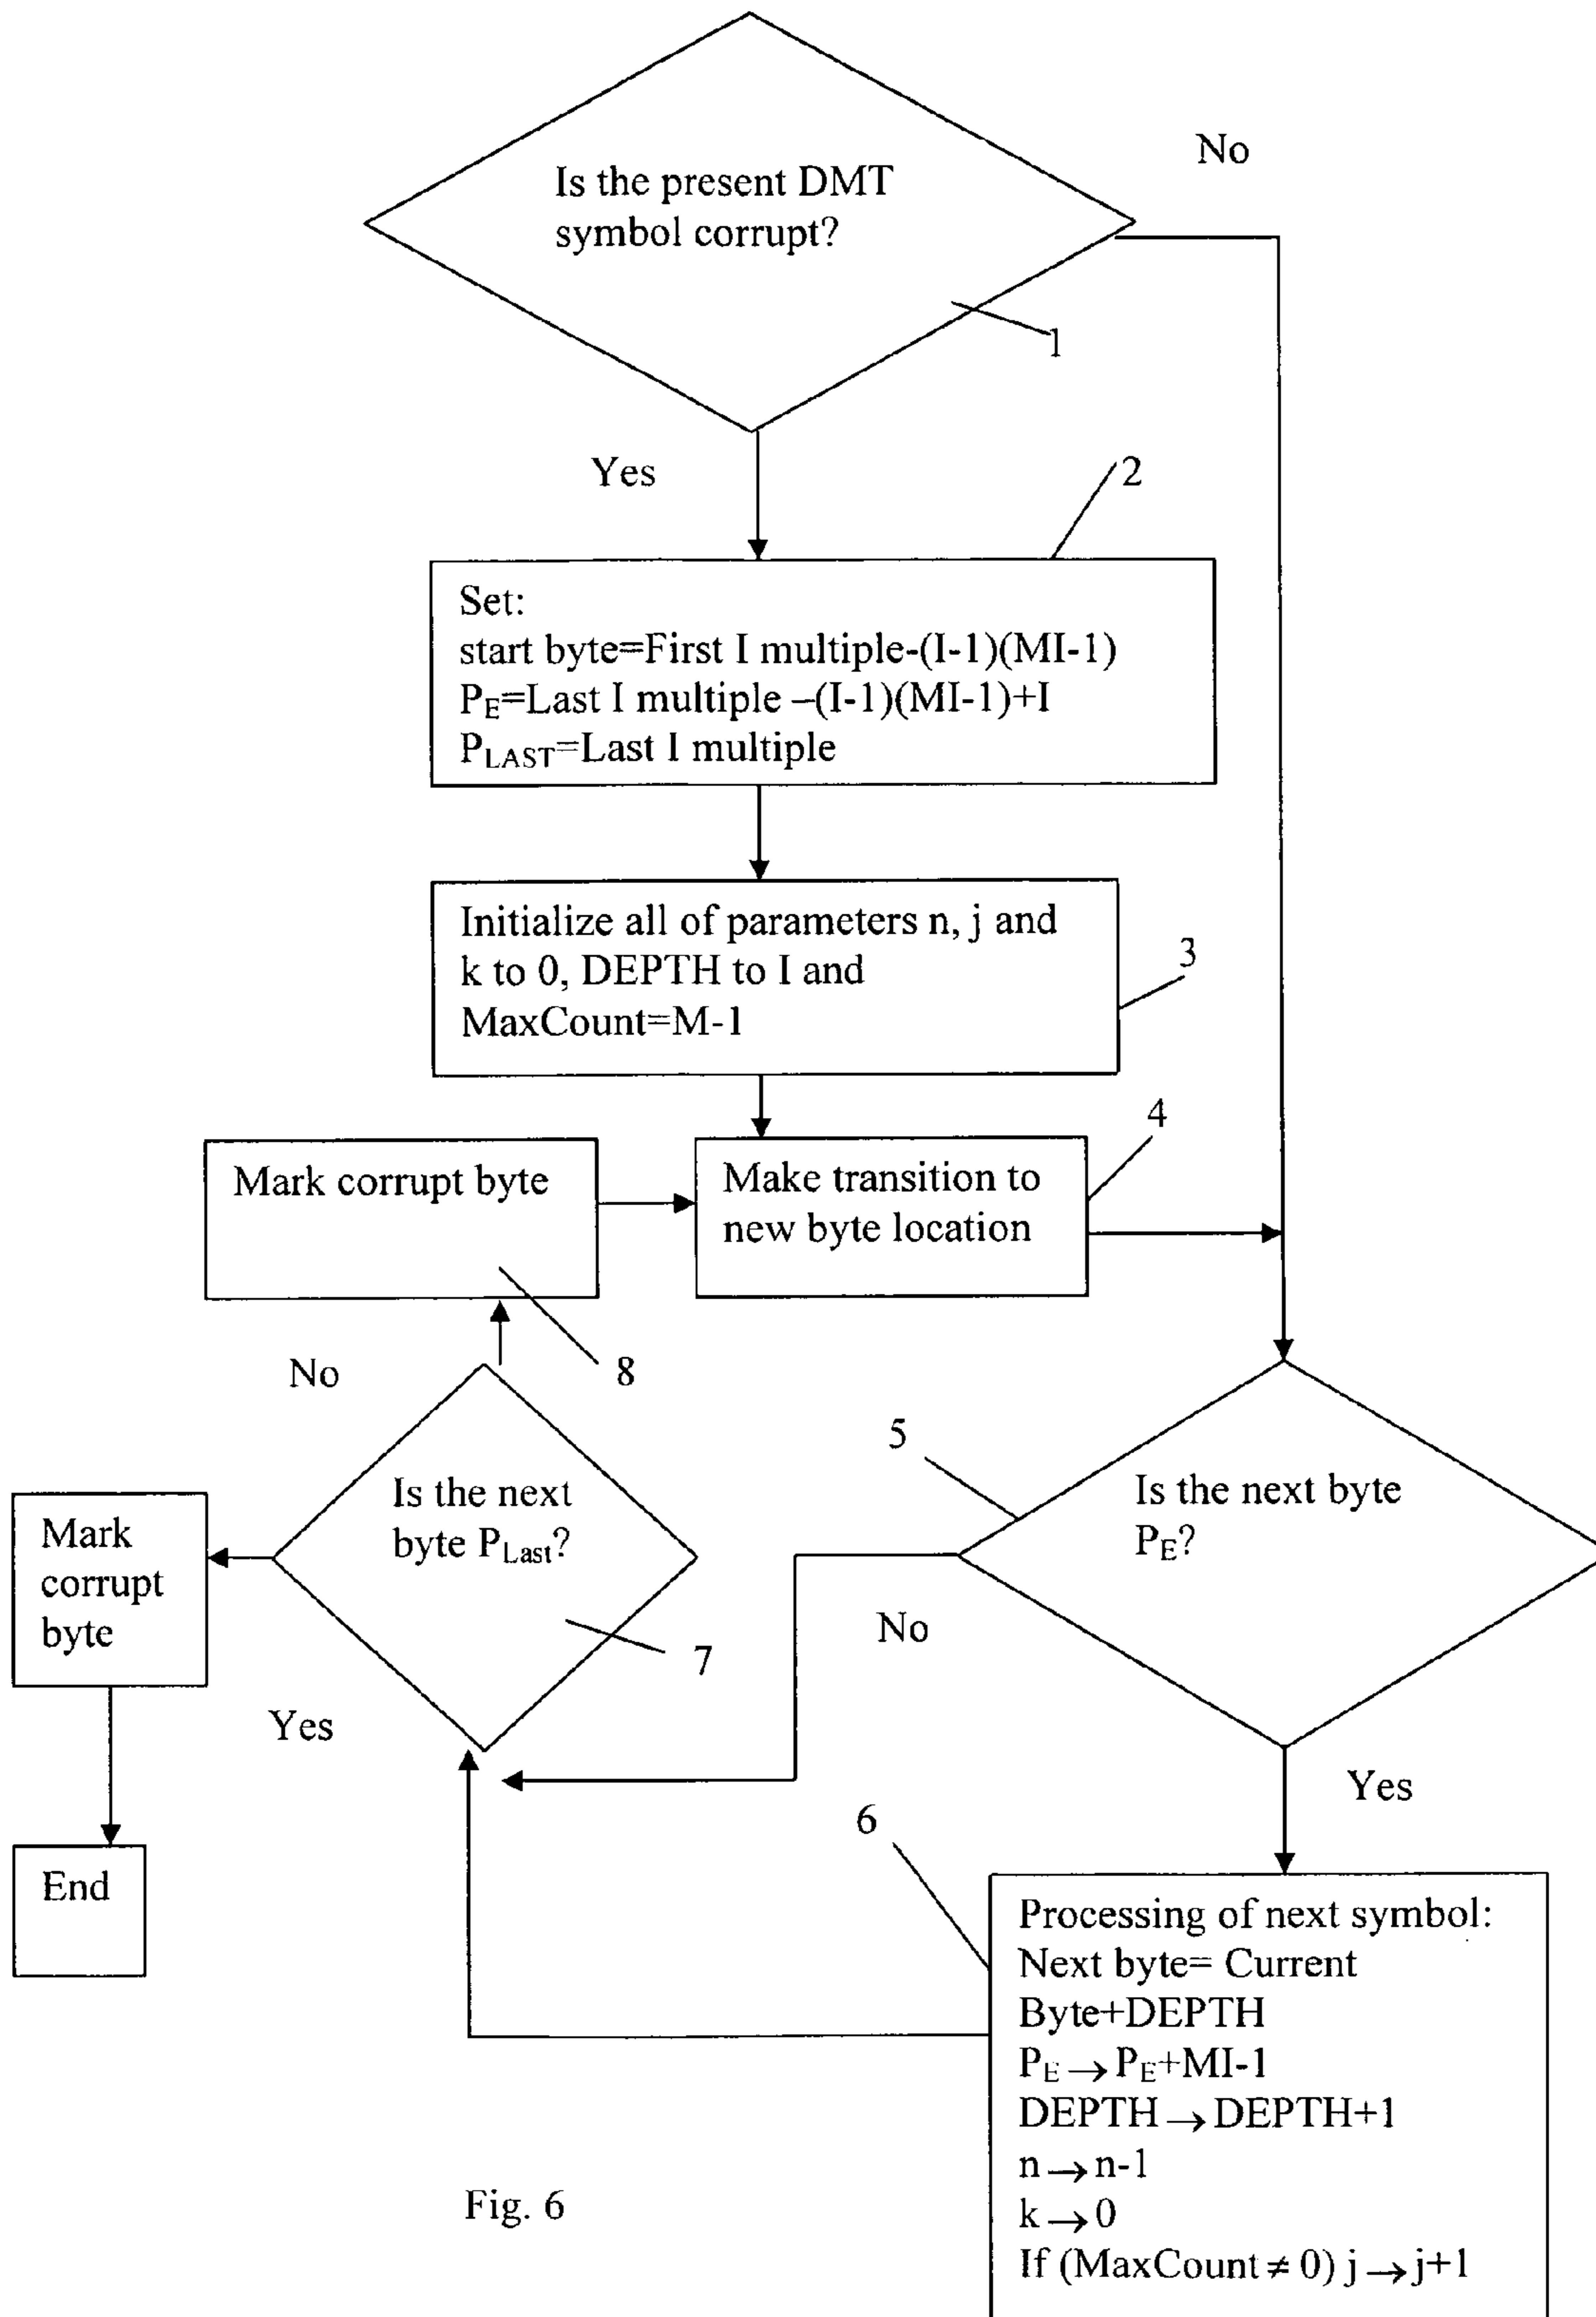 Is the present DMT
symbol corrupt?
No
1
Yes
2
Set:
start byte=First I multiple-(I-1)(MI-1)
PE=Last I multiple –(I-1)(MI-1)+I
PLAST=Last I multiple
Initialize all of parameters n, j and
k to 0, DEPTH to I and
MaxCount=M-1
3
4
Mark corrupt byte
Make transition to
new byte location
No
8
5
Is the next byte
PE?
Is the next
byte PLast?
Mark
corrupt
byte
No
7
Yes
Yes
6
End
Processing of next symbol:
Next byte= Current
Byte+DEPTH
PE→PE+MI-1
DEPTH→DEPTH+1
n→n-1
k→0
If (MaxCount ≠ 0) j→j+1
Fig. 6